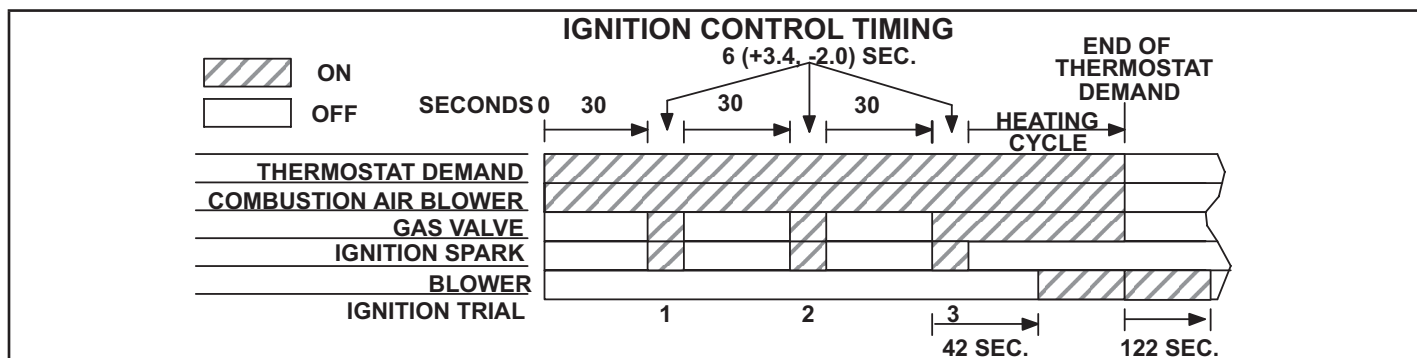 IGNITION CONTROL TIMING
6 (+3.4, -2.0) SEC.
END OF
THERMOSTAT
DEMAND
ON
OFF
SECONDS 0 30 30 30
HEATING
CYCLE
THERMOSTAT DEMAND
COMBUSTION AIR BLOWER
GAS VALVE
IGNITION SPARK
BLOWER
IGNITION TRIAL 1 2 3
42 SEC. 122 SEC.